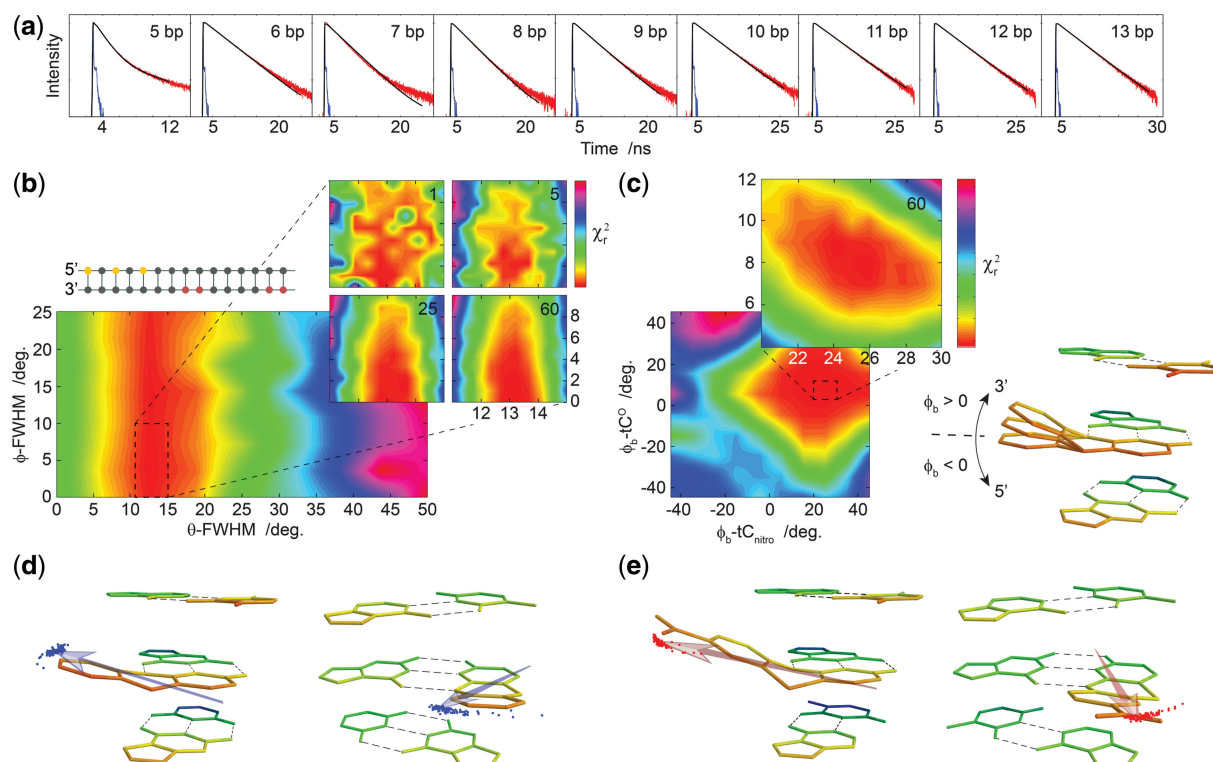 (a)
Intensity
5 bp 6 bp 7 bp 8 bp 9 bp 10 bp 11 bp 12 bp 13 bp
4 12 5 20 5 20 5 20 5 20 5 25 5 25 5 25 5 30
Time /ns
(b)
5'
3'
1 5
25 60
χr²
8
6
4
2
0
12 13 14
φ-FWHM /deg.
25
20
15
10
5
0
0 5 10 15 20 25 30 35 40 45 50
θ-FWHM /deg.
(c)
60
χr²
12
10
8
6
22 24 26 28 30
φb-tCO /deg.
40
20
0
-20
-40
-40 -20 0 20 40
φb-tCnitro /deg.
3'
φb > 0
φb < 0
5'
(d)
(e)